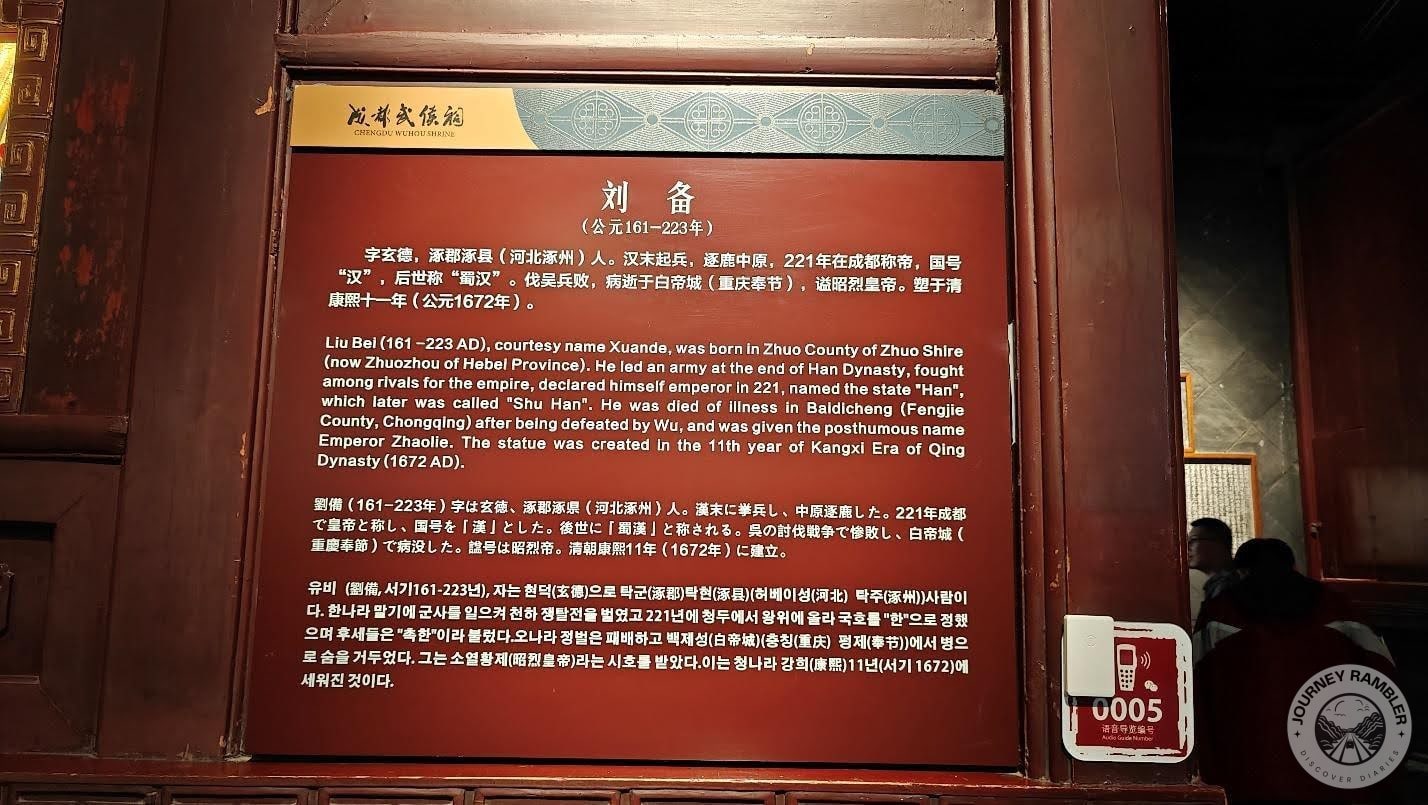 成都武侯祠
CHENGDU WUHOU SHRINE
刘 备
(公元161-223年)
字玄德，涿郡涿县（河北涿州）人。汉末起兵，逐鹿中原，221年在成都称帝，国号
“汉”，后世称“蜀汉”。伐吴兵败，病逝于白帝城（重庆奉节），谥昭烈皇帝。塑于清
康熙十一年（公元1672年）。
Liu Bei (161 -223 AD), courtesy name Xuande, was born in Zhuo County of Zhuo Shire
(now Zhuozhou of Hebei Province). He led an army at the end of Han Dynasty, fought
among rivals for the empire, declared himself emperor in 221, named the state "Han",
which later was called "Shu Han". He was died of illness in Baidicheng (Fengjie
County, Chongqing) after being defeated by Wu, and was given the posthumous name
Emperor Zhaolie. The statue was created in the 11th year of Kangxi Era of Qing
Dynasty (1672 AD).
劉備（161-223年）字は玄徳、涿郡涿県（河北涿州）人。漢末に挙兵し、中原逐鹿した。221年成都
で皇帝と称し、国号を「漢」とした。後世に「蜀漢」と称される。呉の討伐戦争で惨敗し、白帝城（
重慶奉節）で病没した。諡号は昭烈帝。清朝康熙11年（1672年）に建立。
유비 (劉備, 서기161-223년), 자는 현덕(玄德)으로 탁군(涿郡)탁현(涿县)(허베이성(河北) 탁주(涿州))사람이
다. 한나라 말기에 군사를 일으켜 천하 쟁탈전을 벌였고 221년에 청두에서 왕위에 올라 국호를 "한"으로 정했
으며 후세들은 "촉한"이라 불렀다.오나라 정벌은 패배하고 백제성(白帝城)(충칭(重庆) 펑제(奉节))에서 병으
로 숨을 거두었다. 그는 소열황제(昭烈皇帝)라는 시호를 받았다.이는 청나라 강희(康熙)11년(서기 1672)에
세워진 것이다.
0005
语音导览编号
Audio Guide Number
JOURNEY RAMBLER
DISCOVER DIARIES